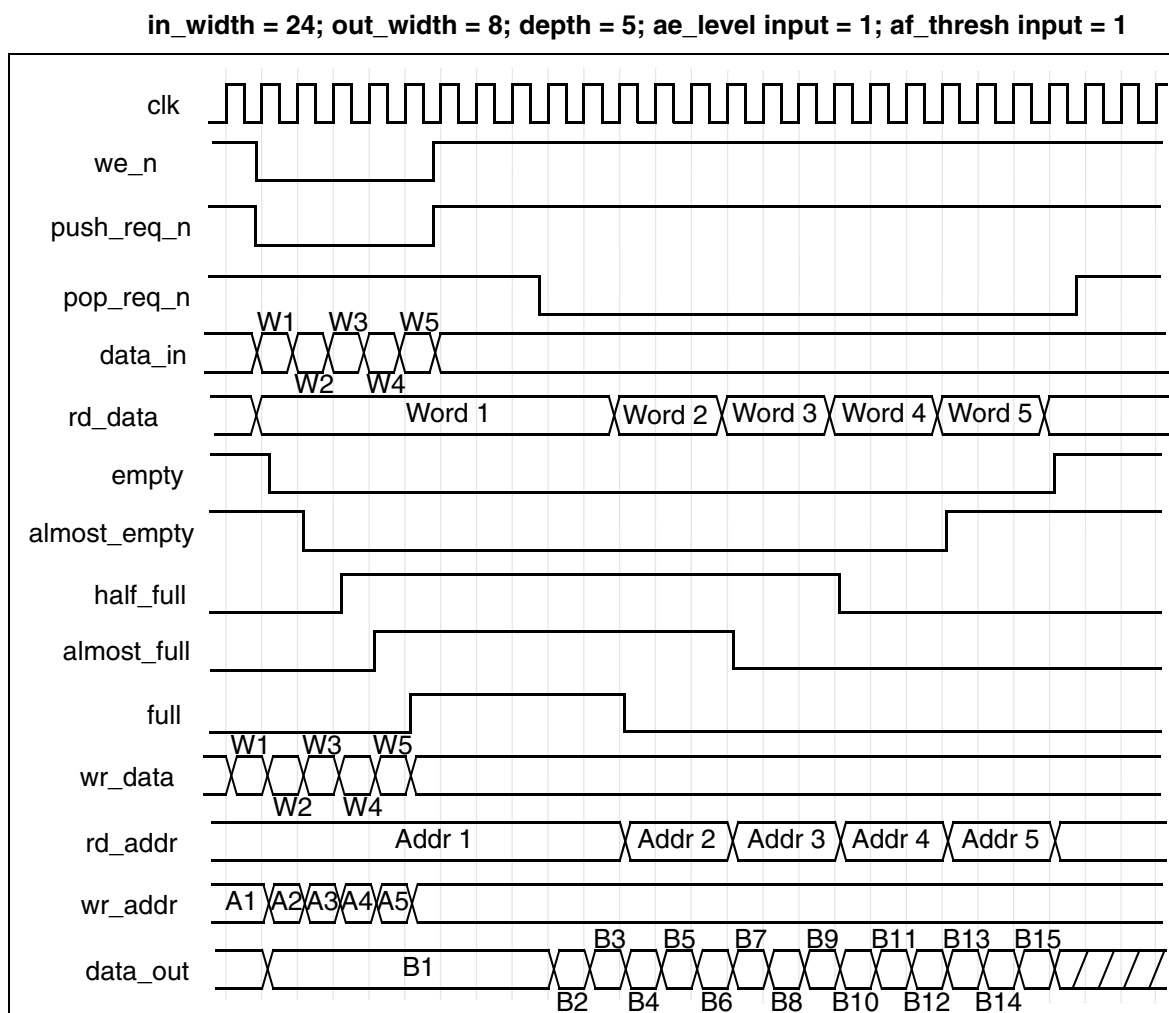 in_width = 24; out_width = 8; depth = 5; ae_level input = 1; af_thresh input = 1
clk
we_n
push_req_n
pop_req_n
W1 W3 W5
data_in
W2 W4
rd_data Word 1 Word 2 Word 3 Word 4 Word 5
empty
almost_empty
half_full
almost_full
full
W1 W3 W5
wr_data
W2 W4
rd_addr Addr 1 Addr 2 Addr 3 Addr 4 Addr 5
wr_addr A1 A2 A3 A4 A5
B3 B5 B7 B9 B11 B13 B15
data_out B1
B2 B4 B6 B8 B10 B12 B14